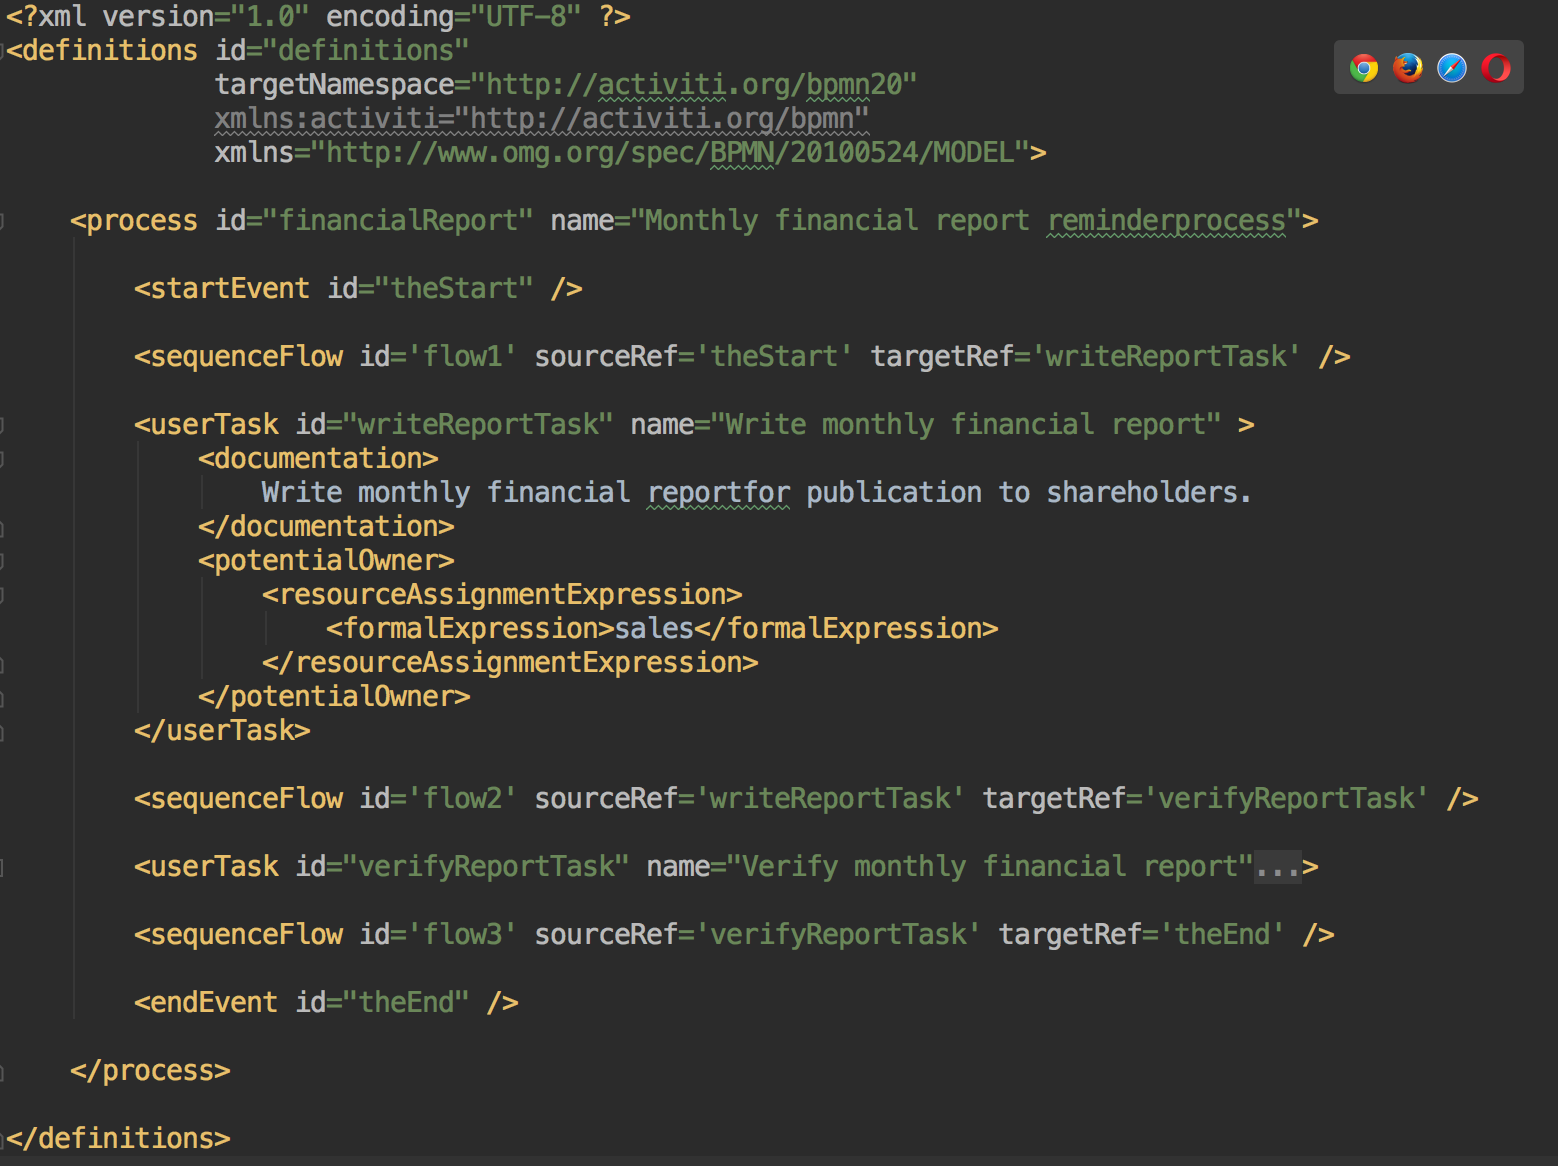 <?xml version="1.0" encoding="UTF-8" ?>
<definitions id="definitions"
             targetNamespace="http://activiti.org/bpmn20"
             xmlns:activiti="http://activiti.org/bpmn"
             xmlns="http://www.omg.org/spec/BPMN/20100524/MODEL">
    <process id="financialReport" name="Monthly financial report reminderprocess">
        <startEvent id="theStart" />
        <sequenceFlow id='flow1' sourceRef='theStart' targetRef='writeReportTask' />
        <userTask id="writeReportTask" name="Write monthly financial report" >
            <documentation>
                Write monthly financial reportfor publication to shareholders.
            </documentation>
            <potentialOwner>
                <resourceAssignmentExpression>
                    <formalExpression>sales</formalExpression>
                </resourceAssignmentExpression>
            </potentialOwner>
        </userTask>
        <sequenceFlow id='flow2' sourceRef='writeReportTask' targetRef='verifyReportTask' />
        <userTask id="verifyReportTask" name="Verify monthly financial report"...>
        <sequenceFlow id='flow3' sourceRef='verifyReportTask' targetRef='theEnd' />
        <endEvent id="theEnd" />
    </process>
</definitions>